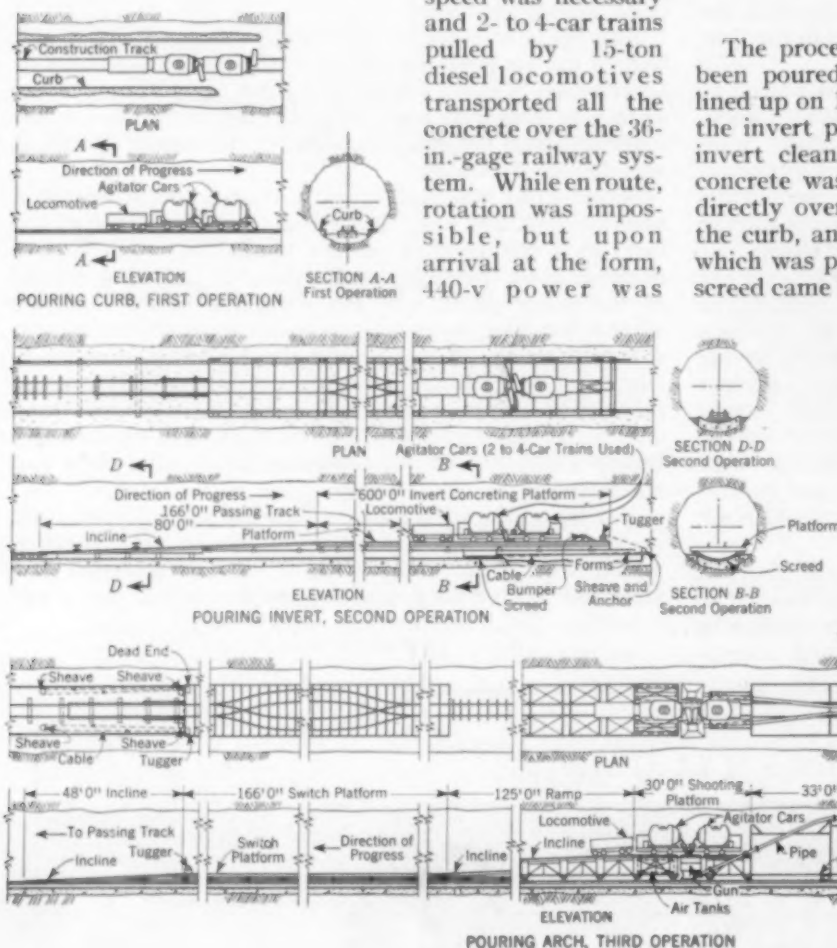 speed was necessary
and 2- to 4-car trains
pulled by 15-ton
diesel locomotives
transported all the
concrete over the 36-
in.-gage railway sys-
tem. While en route,
rotation was impos-
sible, but upon
arrival at the form,
440-v power was
The proce
been poured
lined up on
the invert p
invert clean
concrete was
directly over
the curb, an
which was p
screed came
Construction Track
Curb
PLAN
A
Direction of Progress
Agitator Cars
Locomotive
A
ELEVATION
Curb
SECTION A-A
First Operation
POURING CURB, FIRST OPERATION
PLAN
Agitator Cars (2 to 4-Car Trains Used)
SECTION D-D
Second Operation
D
B
Direction of Progress
600'0" Invert Concreting Platform
166'0" Passing Track
Locomotive
80'0"
Tugger
Incline
Platform
Platform
Screed
D
B
Cable
Forms
Bumper
Sheave and
Anchor
Screed
ELEVATION
SECTION B-B
Second Operation
POURING INVERT, SECOND OPERATION
Dead End
Sheave
Sheave
Sheave
Sheave
Cable
Tugger
PLAN
48'0" Incline
166'0" Switch Platform
125'0" Ramp
30'0" Shooting
Platform
33'0
Locomotive
Agitator Cars
To Passing Track
Switch
Platform
Direction of
Progress
Incline
Pipe
Incline
Tugger
Incline
Gun
Air Tanks
ELEVATION
POURING ARCH, THIRD OPERATION